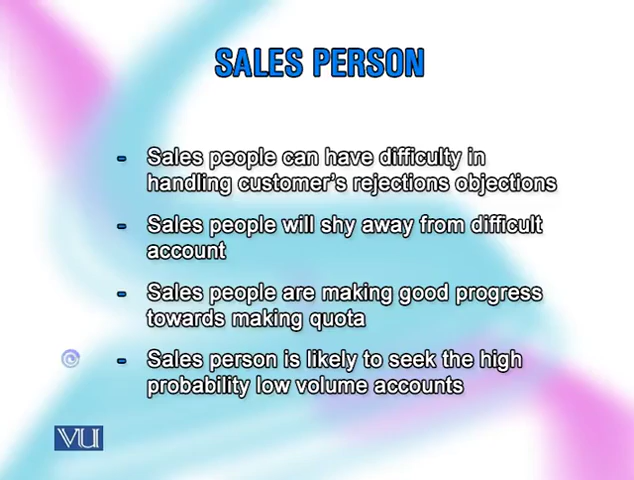 SALES PERSON
- Sales people can have difficulty in
handling customer's rejections objections
- Sales people will shy away from difficult
account
- Sales people are making good progress
towards making quota
- Sales person is likely to seek the high
probability low volume accounts
VU